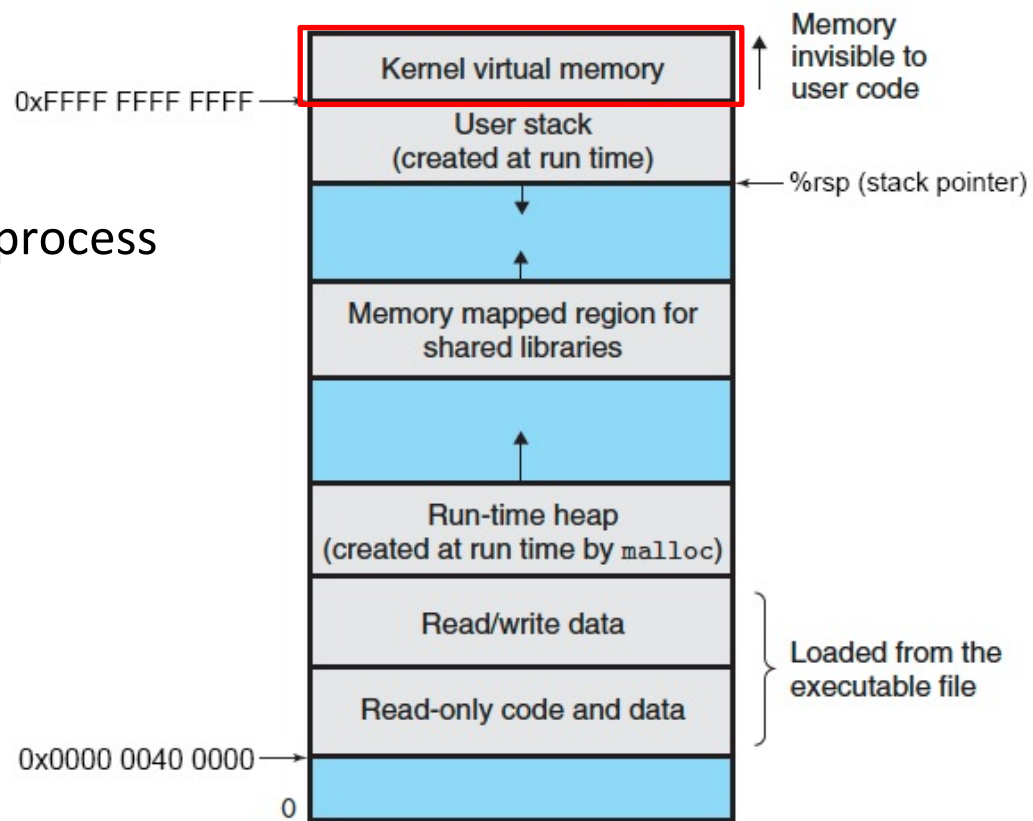 Memory
invisible to
user code
Kernel virtual memory
0xFFFF FFFF FFFF
User stack
(created at run time)
%rsp (stack pointer)
process
Memory mapped region for
shared libraries
Run-time heap
(created at run time by malloc)
Read/write data
Loaded from the
executable file
Read-only code and data
0x0000 0040 0000
0